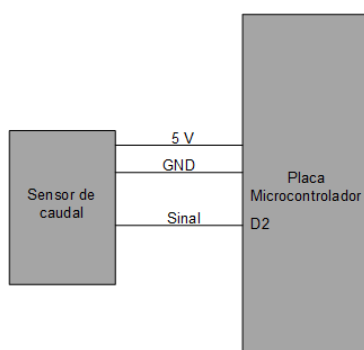 5 V
GND
Sensor de
caudal
Sinal
Placa
Microcontrolador
D2